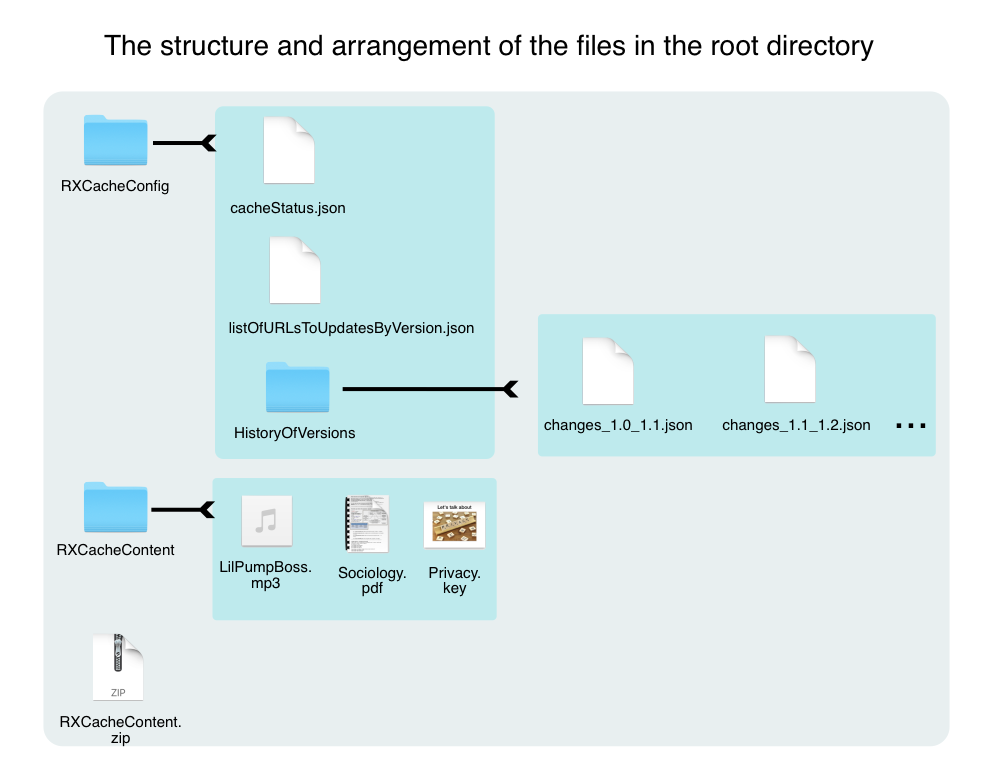 The structure and arrangement of the files in the root directory
RXCacheConfig
cacheStatus.json
listOfURLsToUpdatesByVersion.json
HistoryOfVersions
changes_1.0_1.1.json
changes_1.1_1.2.json
...
RXCacheContent
LilPumpBoss.
mp3
Sociology.
pdf
Let's talk about
Privacy.
key
ZIP
RXCacheContent.
zip